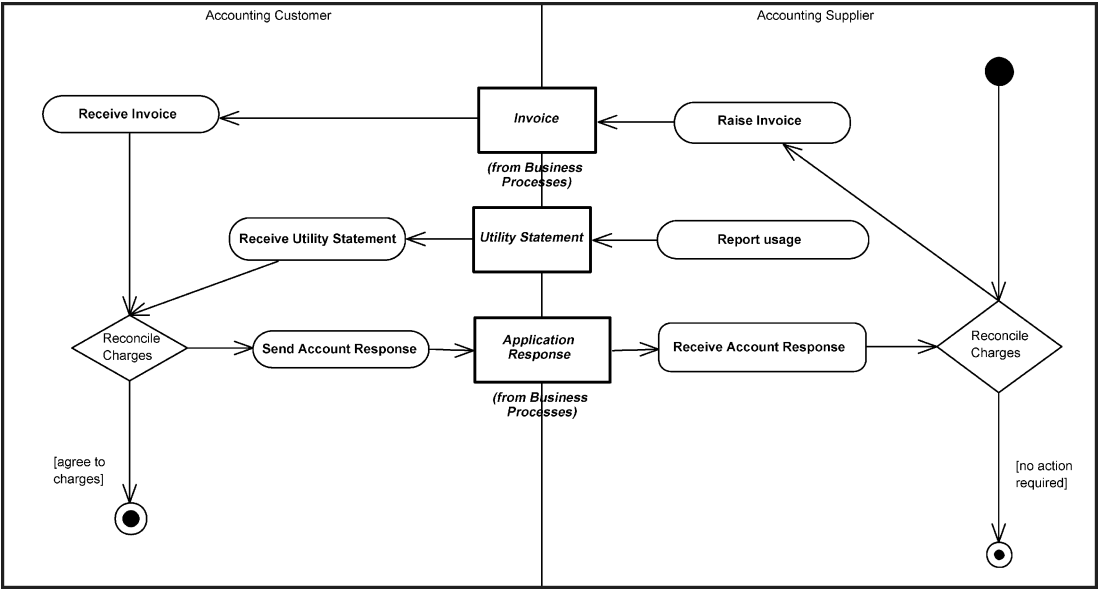 Accounting Customer
Accounting Supplier
Receive Invoice
Invoice
Raise Invoice
(from Business
Processes)
Receive Utility Statement
Utility Statement
Report usage
Reconcile
Charges
Send Account Response
Application
Response
Receive Account Response
Reconcile
Charges
(from Business
Processes)
[agree to
charges]
[no action
required]